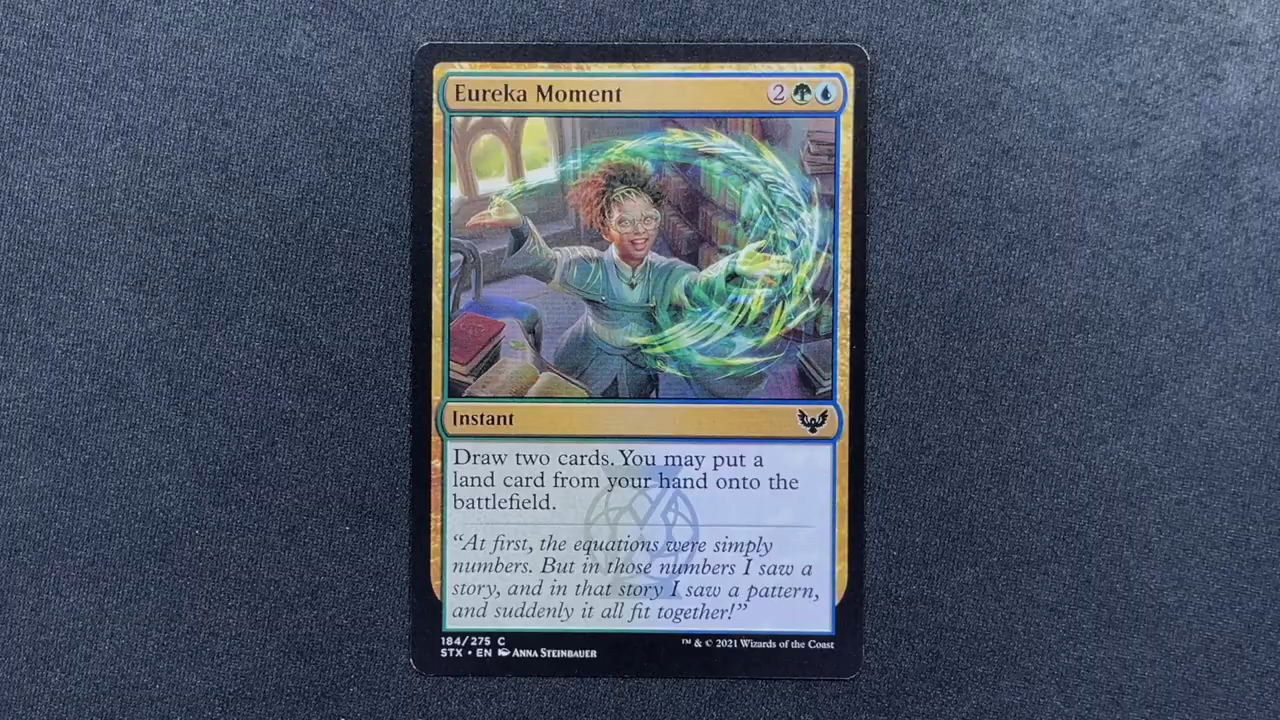 Eureka Moment 2
Instant
Draw two cards. You may put a
land card from your hand onto the
battlefield.
“At first, the equations were simply
numbers. But in those numbers I saw a
story, and in that story I saw a pattern,
and suddenly it all fit together!”
184/275 C
STX • EN Anna Steinbauer
™ & © 2021 Wizards of the Coast